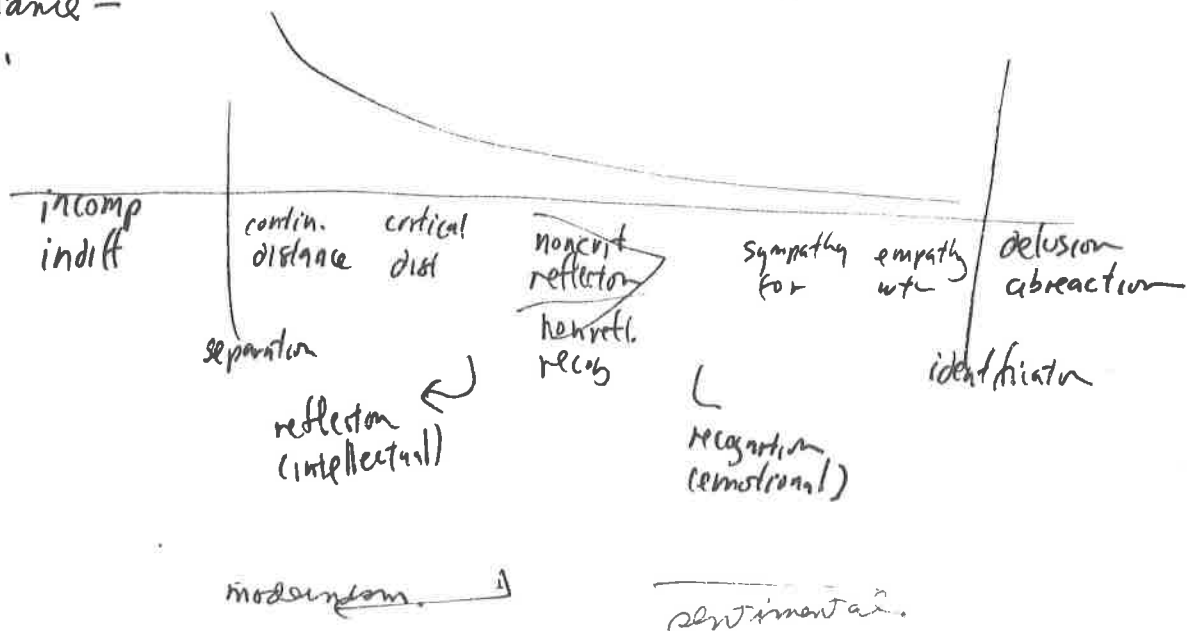 incomp
indiff
contin.
distance
critical
dist
noncrit
reflection
nonrefl.
recog
sympathy
for
empathy
with
delusion
abreaction
separation
identification
reflection
(intellectual)
recognition
(emotional)
modernism.
sentimental.